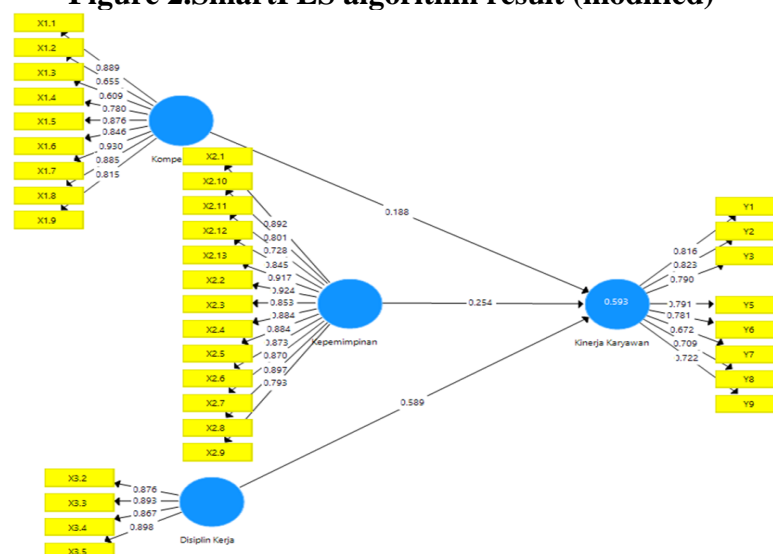 Figure 2.SmartPLS algorithm result (modified)
X1.1
X1.2
X1.3
X1.4
X1.5
X1.6
X1.7
X1.8
X1.9
0.889
0.655
0.609
0.780
0.876
0.846
0.930
0.885
0.815
Kompe
X2.1
X2.10
X2.11
X2.12
X2.13
X2.2
X2.3
X2.4
X2.5
X2.6
X2.7
X2.8
X2.9
0.892
0.801
0.728
0.845
0.917
0.924
0.853
0.884
0.884
0.873
0.870
0.897
0.793
Kepemimpinan
X3.2
X3.3
X3.4
X3.5
0.876
0.893
0.867
0.898
Disiplin Kerja
0.188
0.254
0.589
0.593
Kinerja Karyawan
0.816
0.823
0.790
0.791
0.781
0.672
0.709
0.722
Y1
Y2
Y3
Y5
Y6
Y7
Y8
Y9